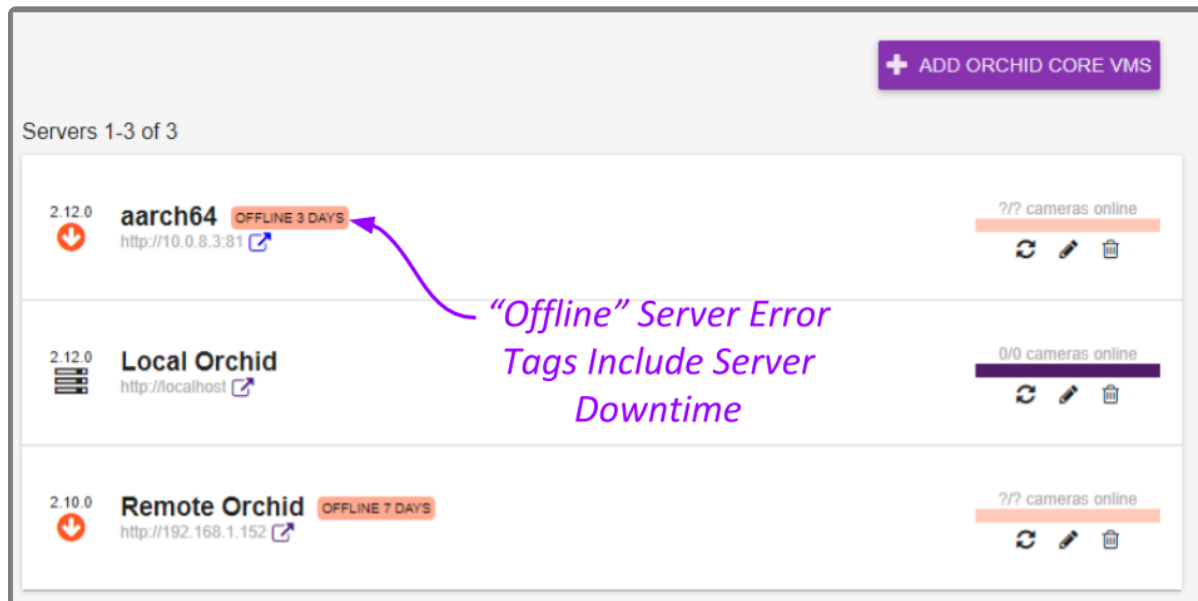 ADD ORCHID CORE VMS
Servers 1-3 of 3
2.12.0
aarch64 OFFLINE 3 DAYS
http://10.0.8.3:81
?/? cameras online
“Offline” Server Error
Tags Include Server
Downtime
2.12.0
Local Orchid
http://localhost
0/0 cameras online
2.10.0
Remote Orchid OFFLINE 7 DAYS
http://192.168.1.152
?/? cameras online